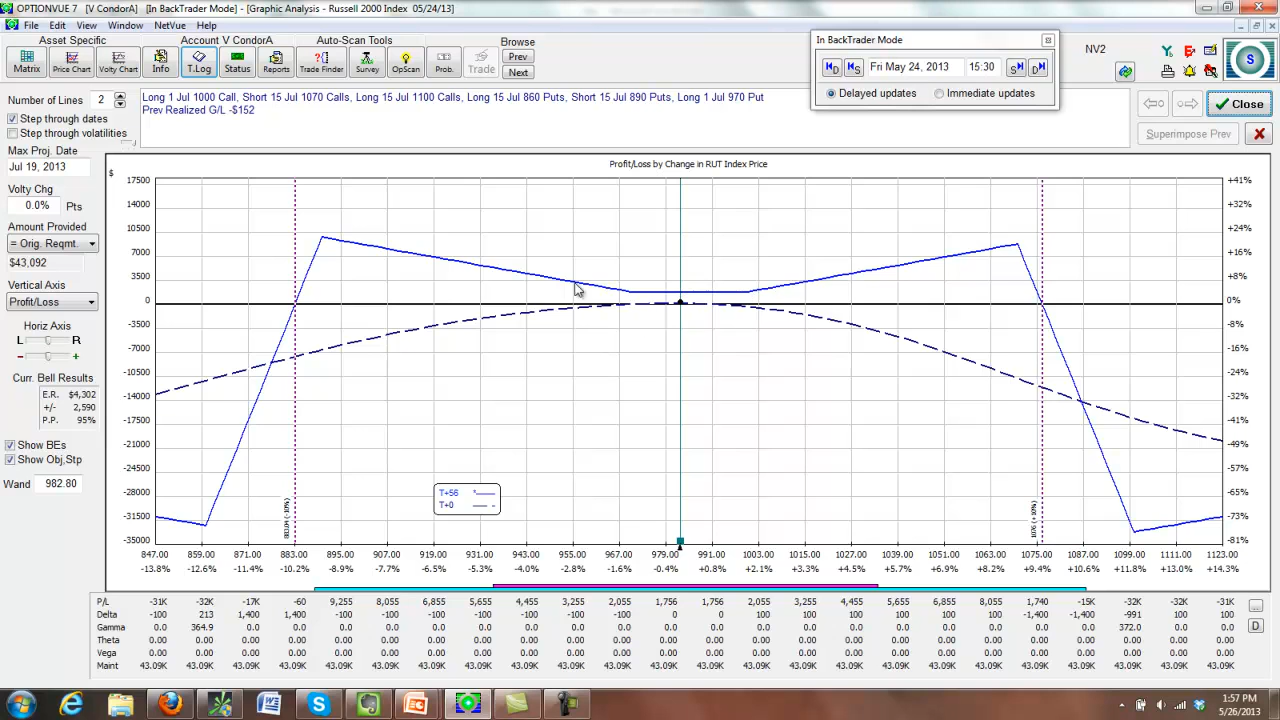 OPTIONVUE 7 [V CondorA] [In BackTrader Mode] - [Graphic Analysis - Russell 2000 Index 05/24/13]
File Edit View Window NetVue Help
Asset Specific Account V CondorA Auto-Scan Tools Browse
Matrix Price Chart Volty Chart Info T.Log Status Reports Trade Finder Survey OpScan Prob. Trade Prev Next
In BackTrader Mode
D S Fri May 24, 2013 15:30 S D
Delayed updates Immediate updates
NV2
S
Number of Lines 2
Step through dates
Step through volatilities
Long 1 Jul 1000 Call, Short 15 Jul 1070 Calls, Long 15 Jul 1100 Calls, Long 15 Jul 860 Puts, Short 15 Jul 890 Puts, Long 1 Jul 970 Put
Prev Realized G/L -$152
Close
Superimpose Prev
Max Proj. Date
Jul 19, 2013
Volty Chg
0.0% Pts
Amount Provided
= Orig. Reqmt.
$43,092
Vertical Axis
Profit/Loss
Horiz Axis
L R
- +
Curr. Bell Results
E.R. $4,302
+/- 2,590
P.P. 95%
Show BEs
Show Obj,Stp
Wand 982.80
Profit/Loss by Change in RUT Index Price
$
17500 +41%
14000 +32%
10500 +24%
7000 +16%
3500 +8%
0 0%
-3500 -8%
-7000 -16%
-10500 -24%
-14000 -32%
-17500 -41%
-21000 -49%
-24500 -57%
-28000 -65%
-31500 -73%
-35000 -81%
T+56 *
T+0 -
847.00 859.00 871.00 883.00 895.00 907.00 919.00 931.00 943.00 955.00 967.00 979.00 991.00 1003.00 1015.00 1027.00 1039.00 1051.00 1063.00 1075.00 1087.00 1099.00 1111.00 1123.00
-13.8% -12.6% -11.4% -10.2% -8.9% -7.7% -6.5% -5.3% -4.1% -2.8% -1.6% -0.4% +0.8% +2.1% +3.3% +4.5% +5.7% +6.9% +8.2% +9.4% +10.6% +11.8% +13.0% +14.3%
P/L -31K -32K -17K -60 9,255 8,055 6,855 5,655 4,455 3,255 2,055 1,756 1,756 2,055 3,255 4,455 5,655 6,855 8,055 1,740 -15K -32K -32K -31K
Delta -100 213 1,400 1,400 -100 -100 -100 -100 -100 -100 -100 0 0 100 100 100 100 100 100 -1,400 -1,400 -991 100 100
Gamma 0.0 364.9 0.0 0.0 0.0 0.0 0.0 0.0 0.0 0.0 0.0 0.0 0.0 0.0 0.0 0.0 0.0 0.0 0.0 0.0 0.0 372.0 0.0 0.0
Theta 0.00 0.00 0.00 0.00 0.00 0.00 0.00 0.00 0.00 0.00 0.00 0.00 0.00 0.00 0.00 0.00 0.00 0.00 0.00 0.00 0.00 0.00 0.00 0.00
Vega 0.00 0.00 0.00 0.00 0.00 0.00 0.00 0.00 0.00 0.00 0.00 0.00 0.00 0.00 0.00 0.00 0.00 0.00 0.00 0.00 0.00 0.00 0.00 0.00
Maint 43.09K 43.09K 43.09K 43.09K 43.09K 43.09K 43.09K 43.09K 43.09K 43.09K 43.09K 43.09K 43.09K 43.09K 43.09K 43.09K 43.09K 43.09K 43.09K 43.09K 43.09K 43.09K 43.09K 43.09K
...
D
1:57 PM
5/26/2013